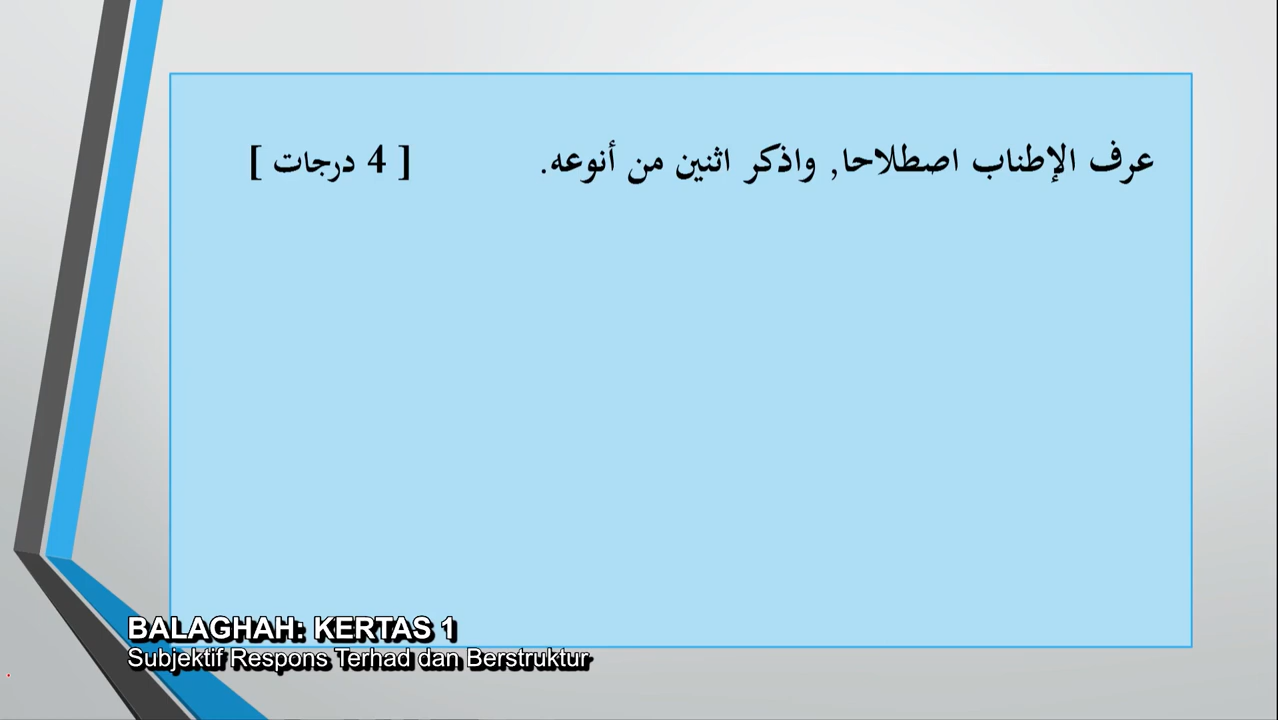 عرف الإطناب اصطلاحا, واذكر اثنين من أنوعه. [ 4 درجات ]
BALAGHAH: KERTAS 1
Subjektif Respons Terhad dan Berstruktur